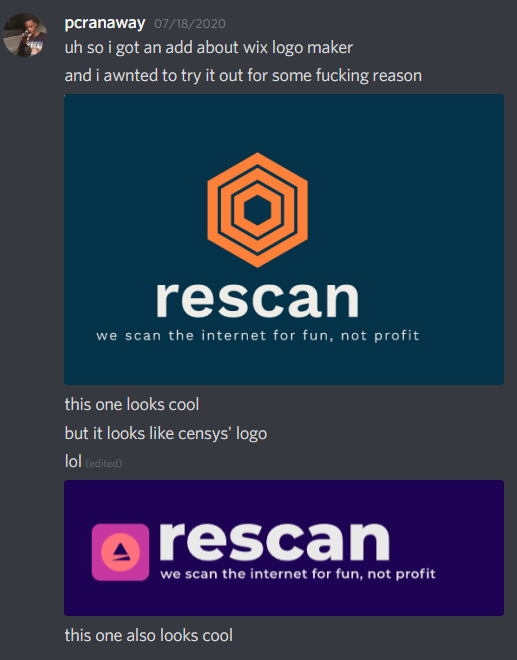 pcranaway 07/18/2020
uh so i got an add about wix logo maker
and i awnted to try it out for some fucking reason
rescan
we scan the internet for fun, not profit
this one looks cool
but it looks like censys' logo
lol (edited)
rescan
we scan the internet for fun, not profit
this one also looks cool